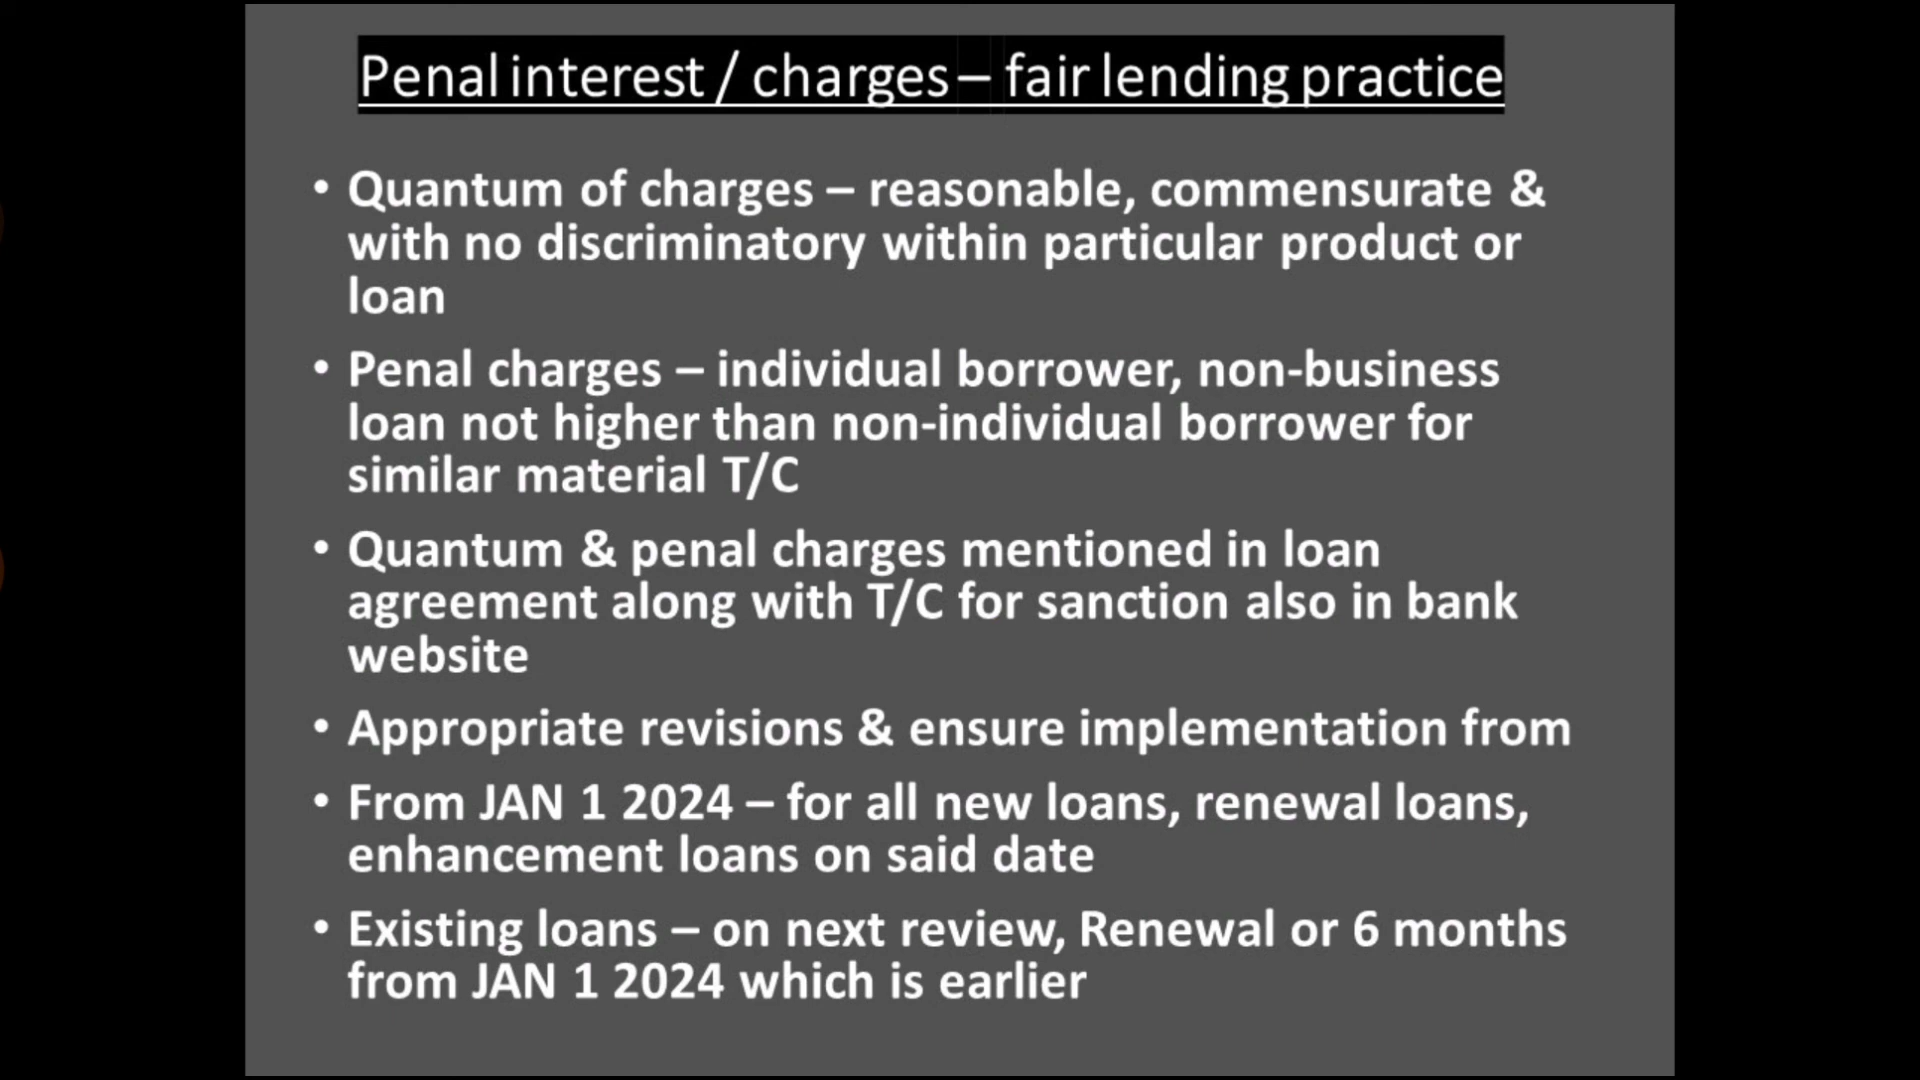 Penal interest / charges – fair lending practice
• Quantum of charges – reasonable, commensurate &
with no discriminatory within particular product or
loan
• Penal charges – individual borrower, non-business
loan not higher than non-individual borrower for
similar material T/C
• Quantum & penal charges mentioned in loan
agreement along with T/C for sanction also in bank
website
• Appropriate revisions & ensure implementation from
• From JAN 1 2024 – for all new loans, renewal loans,
enhancement loans on said date
• Existing loans – on next review, Renewal or 6 months
from JAN 1 2024 which is earlier